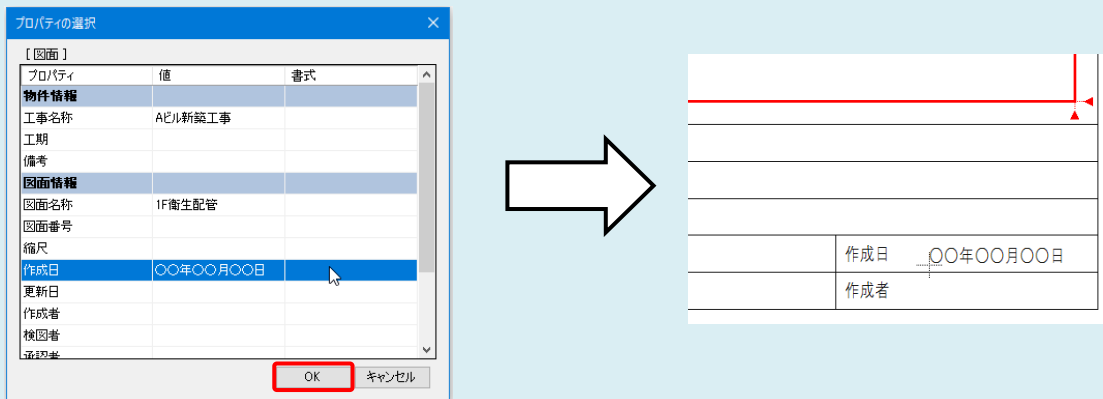 プロパティの選択
[図面]
プロパティ 値 書式
物件情報
工事名称 Aビル新築工事
工期
備考
図面情報
図面名称 1F衛生配管
図面番号
縮尺
作成日 〇〇年〇〇月〇〇日
更新日
作成者
検図者
承認者
OK キャンセル
作成日 〇〇年〇〇月〇〇日
作成者